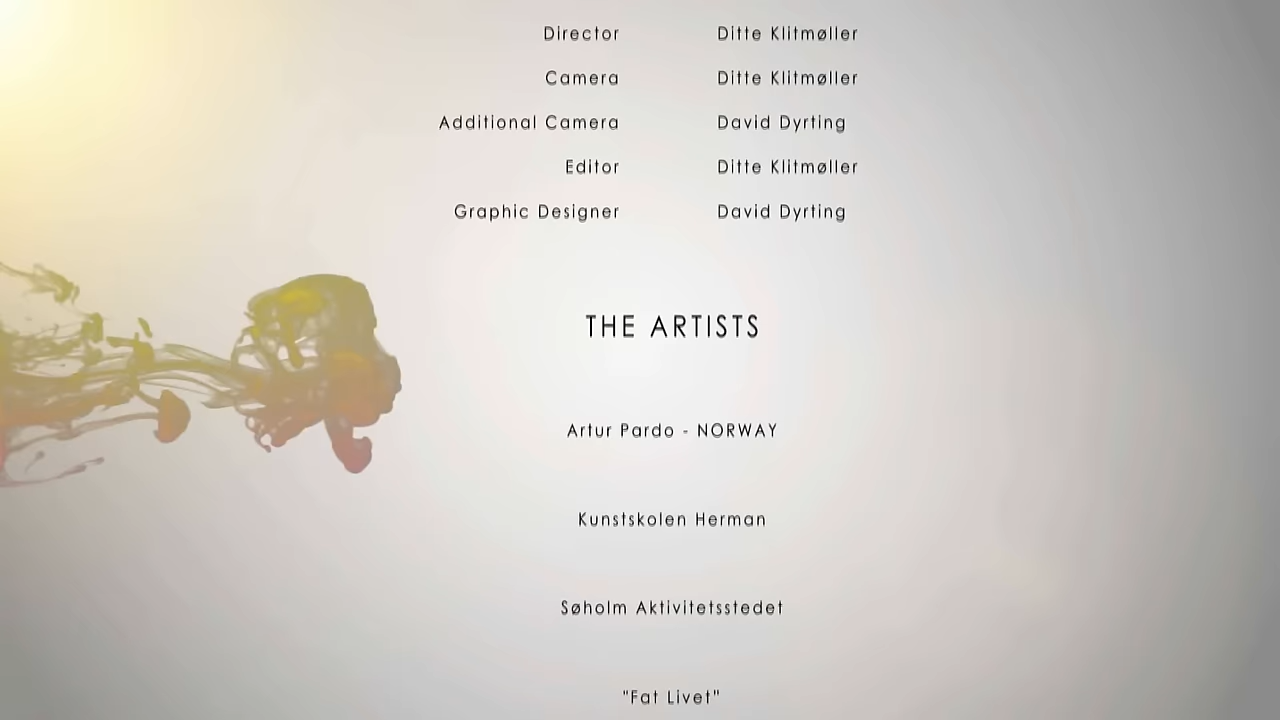 Director Ditte Klitmøller
Camera Ditte Klitmøller
Additional Camera David Dyrting
Editor Ditte Klitmøller
Graphic Designer David Dyrting
THE ARTISTS
Artur Pardo - NORWAY
Kunstskolen Herman
Søholm Aktivitetsstedet
"Fat Livet"